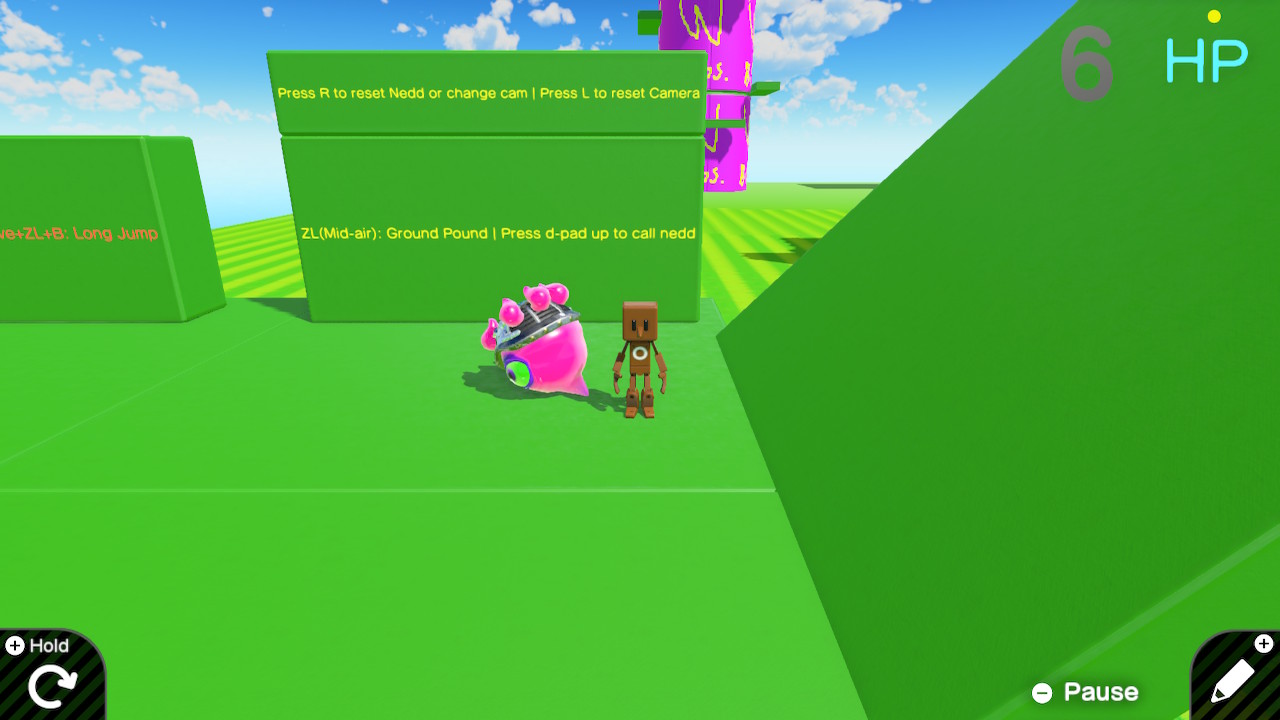 Press R to reset Nedd or change cam | Press L to reset Camera
6
HP
ve+ZL+B: Long Jump
ZL(Mid-air): Ground Pound | Press d-pad up to call nedd
Hold
Pause